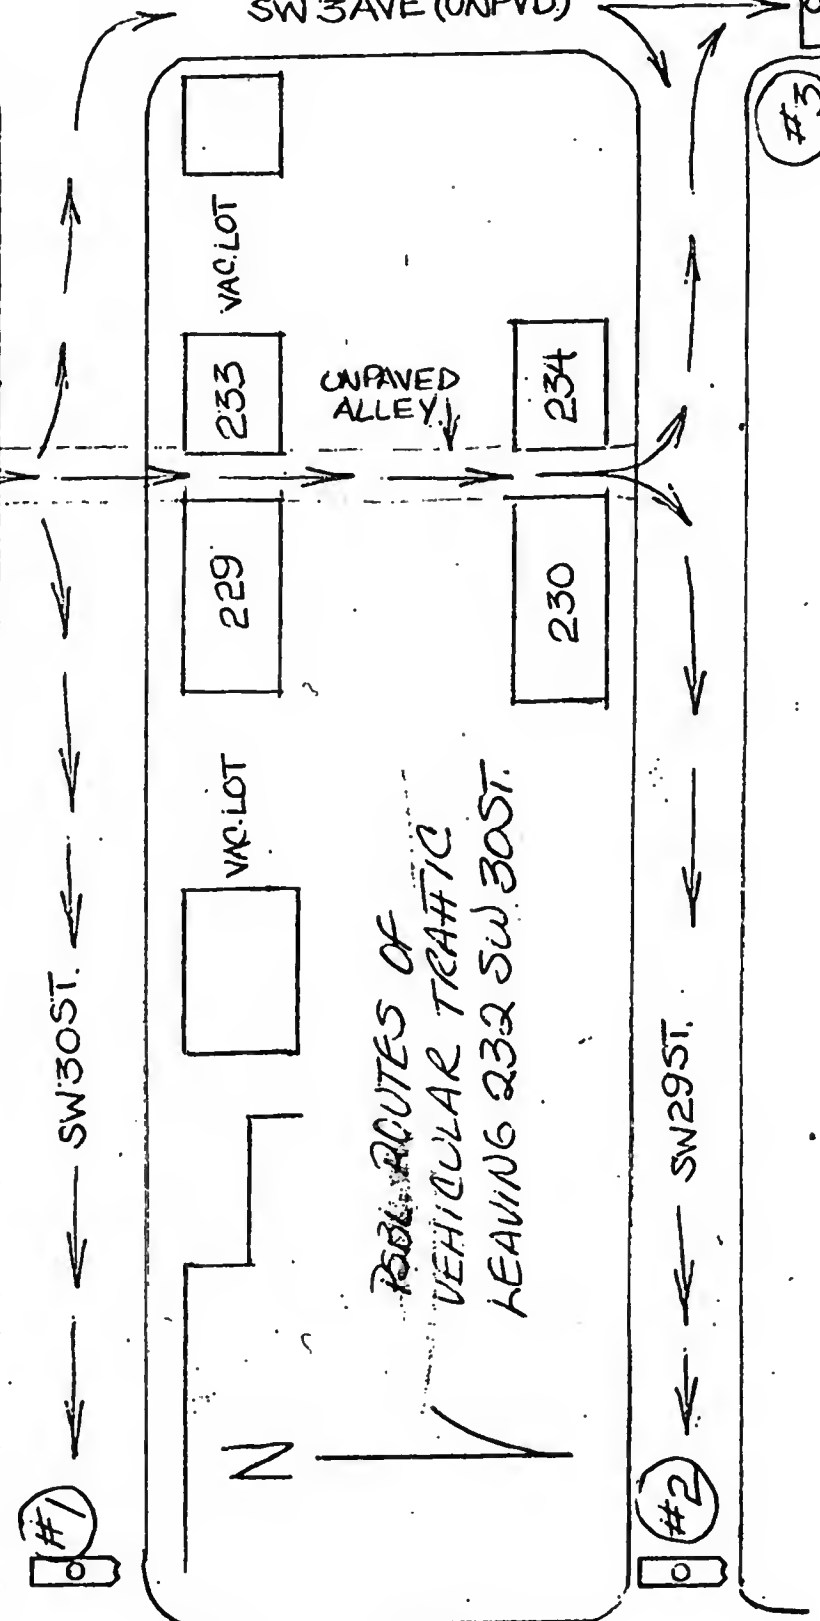 SW 3 AVE (UNPVD.)
#3
VAC. LOT
233
UNPAVED
ALLEY
234
229
230
VAC. LOT
SW 30 ST.
ROUTES OF
VEHICULAR TRAFFIC
LEAVING 232 SW 30 ST.
SW 29 ST.
N
#1
#2